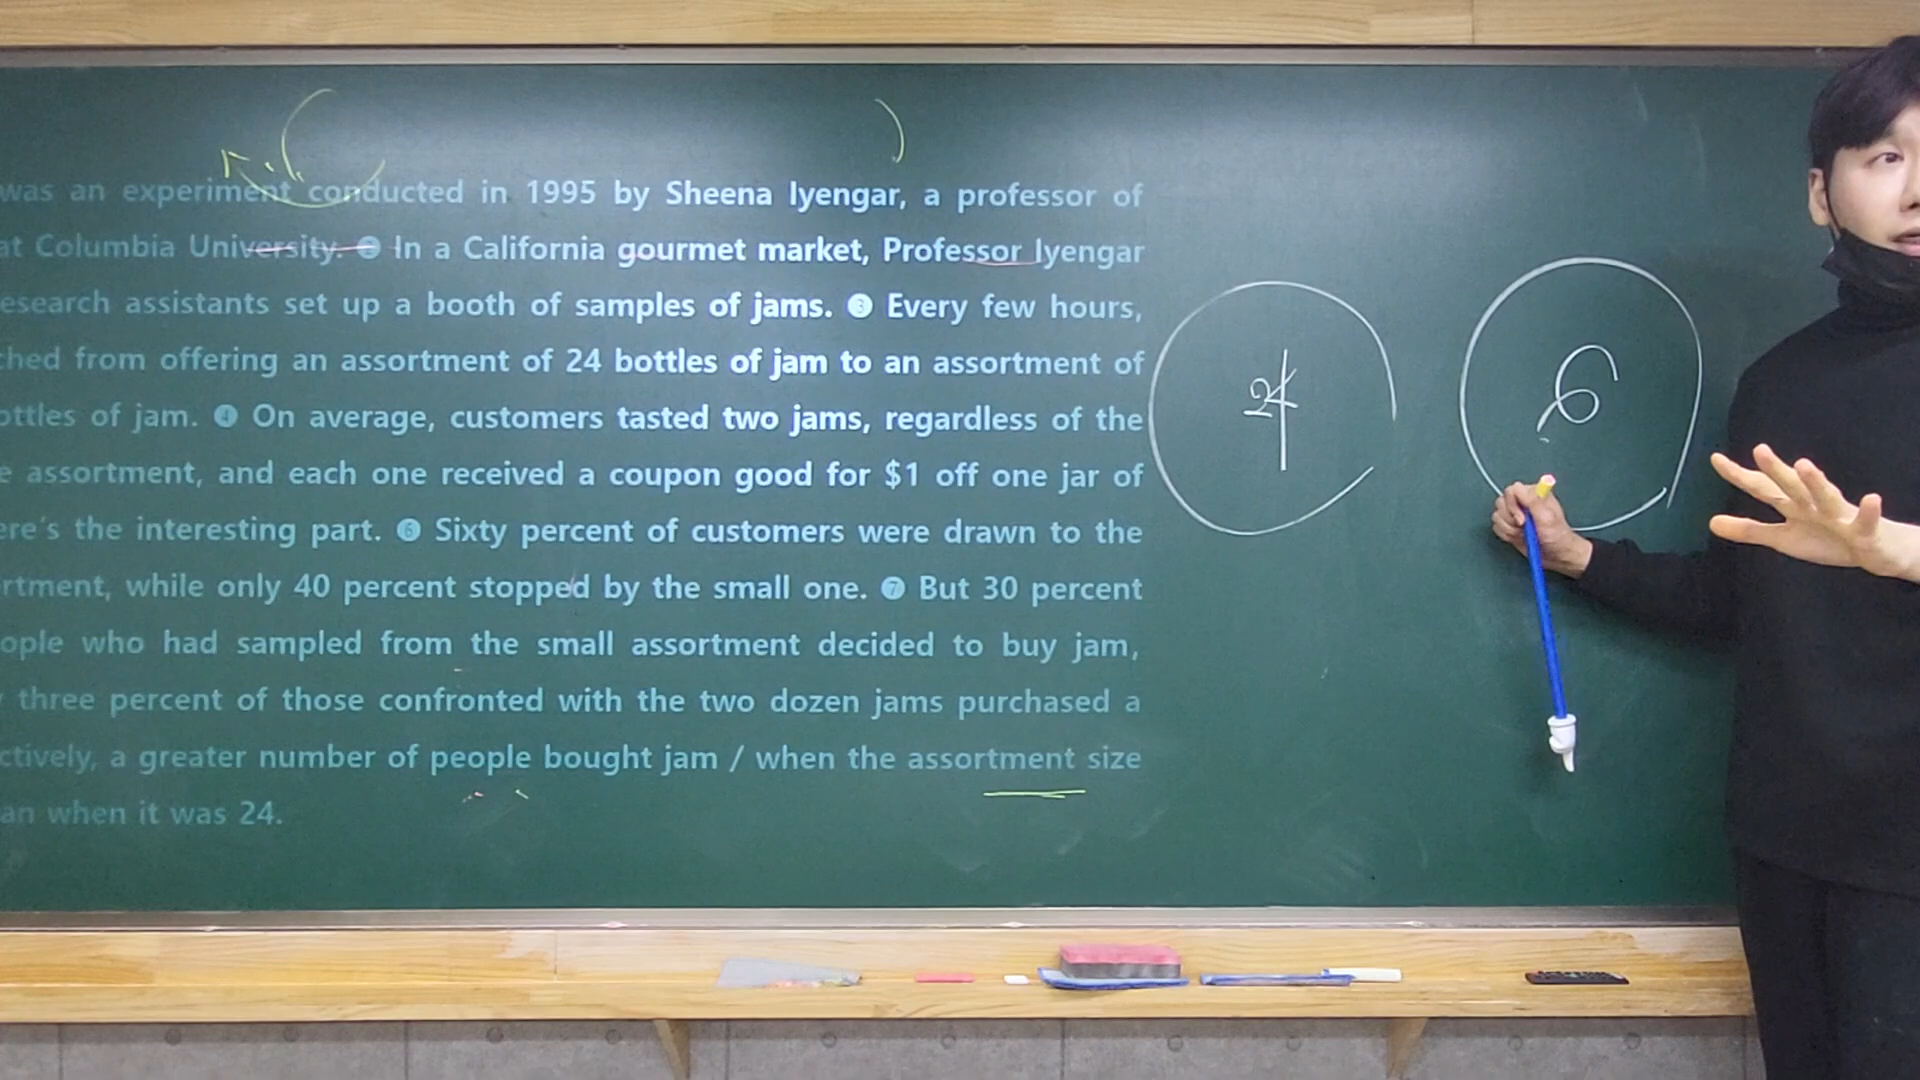 was an experiment conducted in 1995 by Sheena Iyengar, a professor of
at Columbia University. ❷ In a California gourmet market, Professor Iyengar
esearch assistants set up a booth of samples of jams. ❸ Every few hours,
ched from offering an assortment of 24 bottles of jam to an assortment of
ottles of jam. ❹ On average, customers tasted two jams, regardless of the
e assortment, and each one received a coupon good for $1 off one jar of
ere's the interesting part. ❻ Sixty percent of customers were drawn to the
rtment, while only 40 percent stopped by the small one. ❼ But 30 percent
ople who had sampled from the small assortment decided to buy jam,
three percent of those confronted with the two dozen jams purchased a
ctively, a greater number of people bought jam / when the assortment size
an when it was 24.
24
6